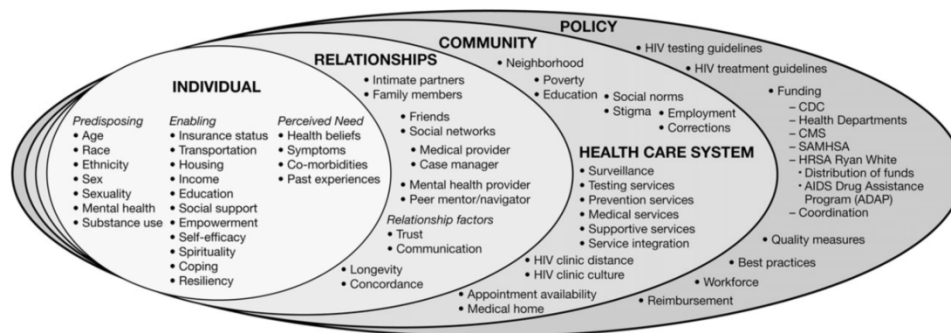 POLICY
• HIV testing guidelines
• HIV treatment guidelines
• Funding
– CDC
– Health Departments
– CMS
– SAMHSA
– HRSA Ryan White
• Distribution of funds
• AIDS Drug Assistance
Program (ADAP)
– Coordination
• Quality measures
• Best practices
• Workforce
• Reimbursement
COMMUNITY
• Neighborhood
• Poverty
• Education
• Social norms
• Stigma
• Employment
• Corrections
HEALTH CARE SYSTEM
• Surveillance
• Testing services
• Prevention services
• Medical services
• Supportive services
• Service integration
• HIV clinic distance
• HIV clinic culture
• Appointment availability
• Medical home
RELATIONSHIPS
• Intimate partners
• Family members
• Friends
• Social networks
• Medical provider
• Case manager
• Mental health provider
• Peer mentor/navigator
Relationship factors
• Trust
• Communication
• Longevity
• Concordance
INDIVIDUAL
Predisposing
• Age
• Race
• Ethnicity
• Sex
• Sexuality
• Mental health
• Substance use
Enabling
• Insurance status
• Transportation
• Housing
• Income
• Education
• Social support
• Empowerment
• Self-efficacy
• Spirituality
• Coping
• Resiliency
Perceived Need
• Health beliefs
• Symptoms
• Co-morbidities
• Past experiences